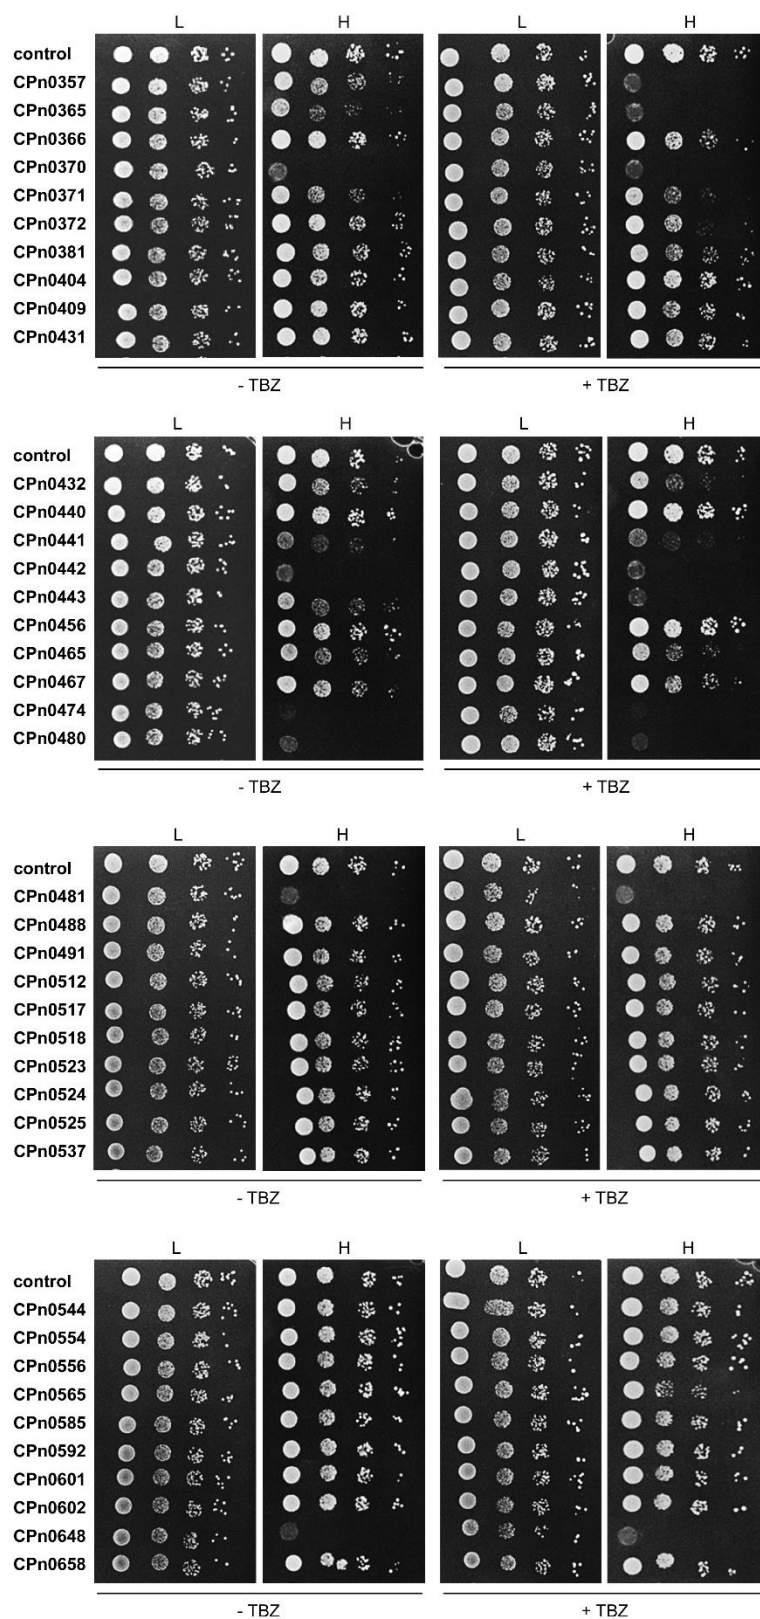 L H L H
control
CPn0357
CPn0365
CPn0366
CPn0370
CPn0371
CPn0372
CPn0381
CPn0404
CPn0409
CPn0431
- TBZ + TBZ
L H L H
control
CPn0432
CPn0440
CPn0441
CPn0442
CPn0443
CPn0456
CPn0465
CPn0467
CPn0474
CPn0480
- TBZ + TBZ
L H L H
control
CPn0481
CPn0488
CPn0491
CPn0512
CPn0517
CPn0518
CPn0523
CPn0524
CPn0525
CPn0537
- TBZ + TBZ
L H L H
control
CPn0544
CPn0554
CPn0556
CPn0565
CPn0585
CPn0592
CPn0601
CPn0602
CPn0648
CPn0658
- TBZ + TBZ